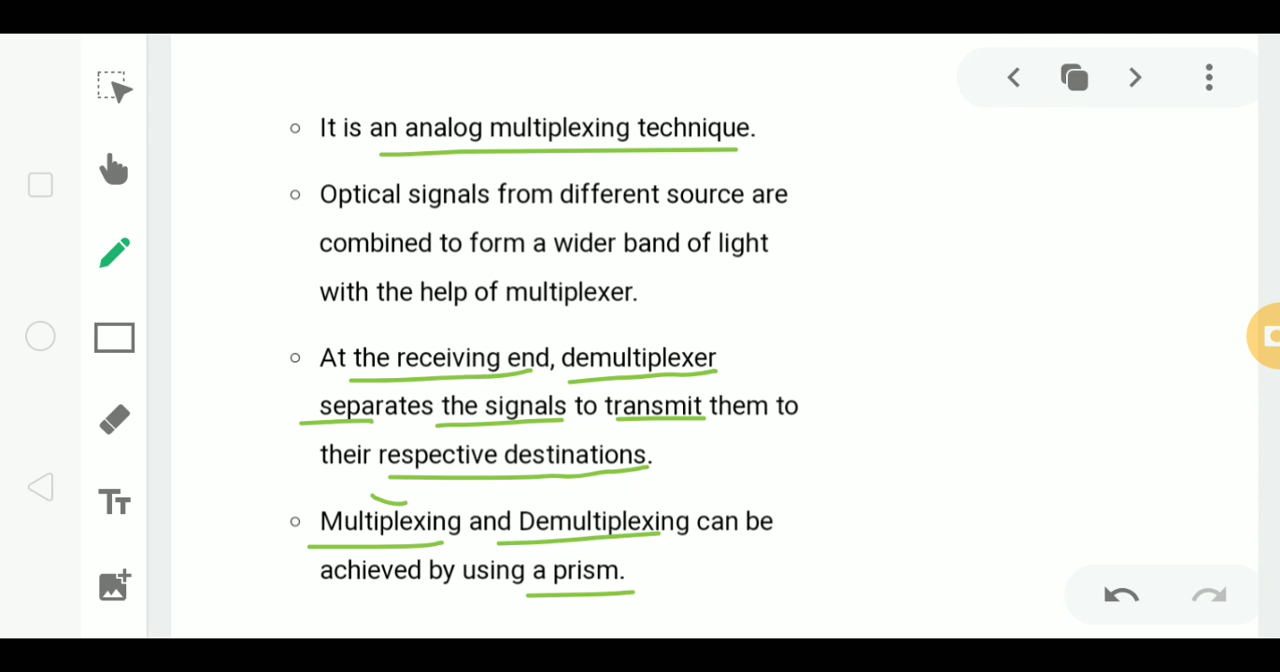 ○ It is an analog multiplexing technique.
○ Optical signals from different source are
combined to form a wider band of light
with the help of multiplexer.
○ At the receiving end, demultiplexer
separates the signals to transmit them to
their respective destinations.
○ Multiplexing and Demultiplexing can be
achieved by using a prism.
TT